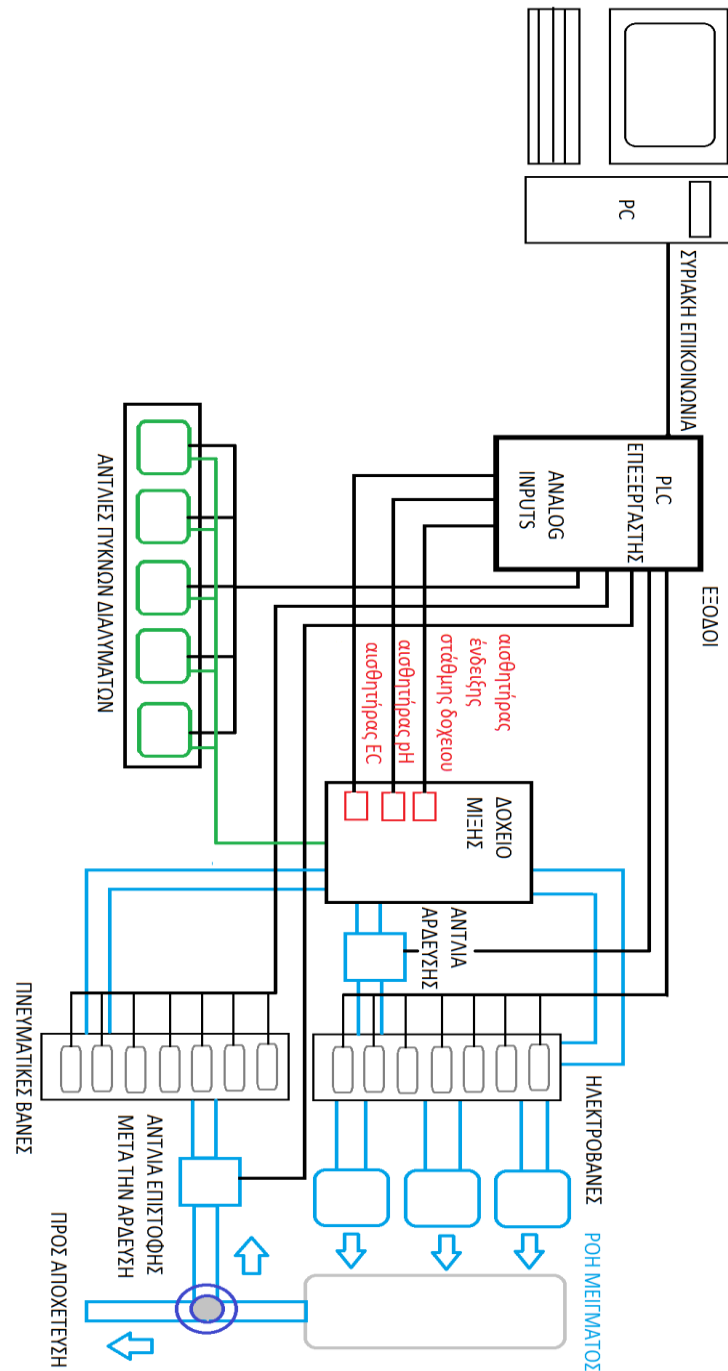 PC
ΣΥΡΙΑΚΗ ΕΠΙΚΟΙΝΩΝΙΑ
PLC
ΕΠΕΞΕΡΓΑΣΤΗΣ
ANALOG
INPUTS
ΕΞΟΔΟΙ
αισθητήρας
ένδειξης
στάθμης δοχειου
αισθητήρας pH
αισθητήρας EC
ΑΝΤΛΙΕΣ ΠΥΚΝΩΝ ΔΙΑΛΥΜΑΤΩΝ
ΔΟΧΕΙΟ
ΜΙΞΗΣ
ΑΝΤΛΙΑ
ΑΡΔΕΥΣΗΣ
ΗΛΕΚΤΡΟΒΑΝΕΣ
ΠΝΕΥΜΑΤΙΚΕΣ ΒΑΝΕΣ
ΑΝΤΛΙΑ ΕΠΙΣΤΟΦΗΣ
ΜΕΤΑ ΤΗΝ ΑΡΔΕΥΣΗ
ΡΟΗ ΜΕΙΓΜΑΤΟΣ
ΠΡΟΣ ΑΠΟΧΕΤΕΥΣΗ